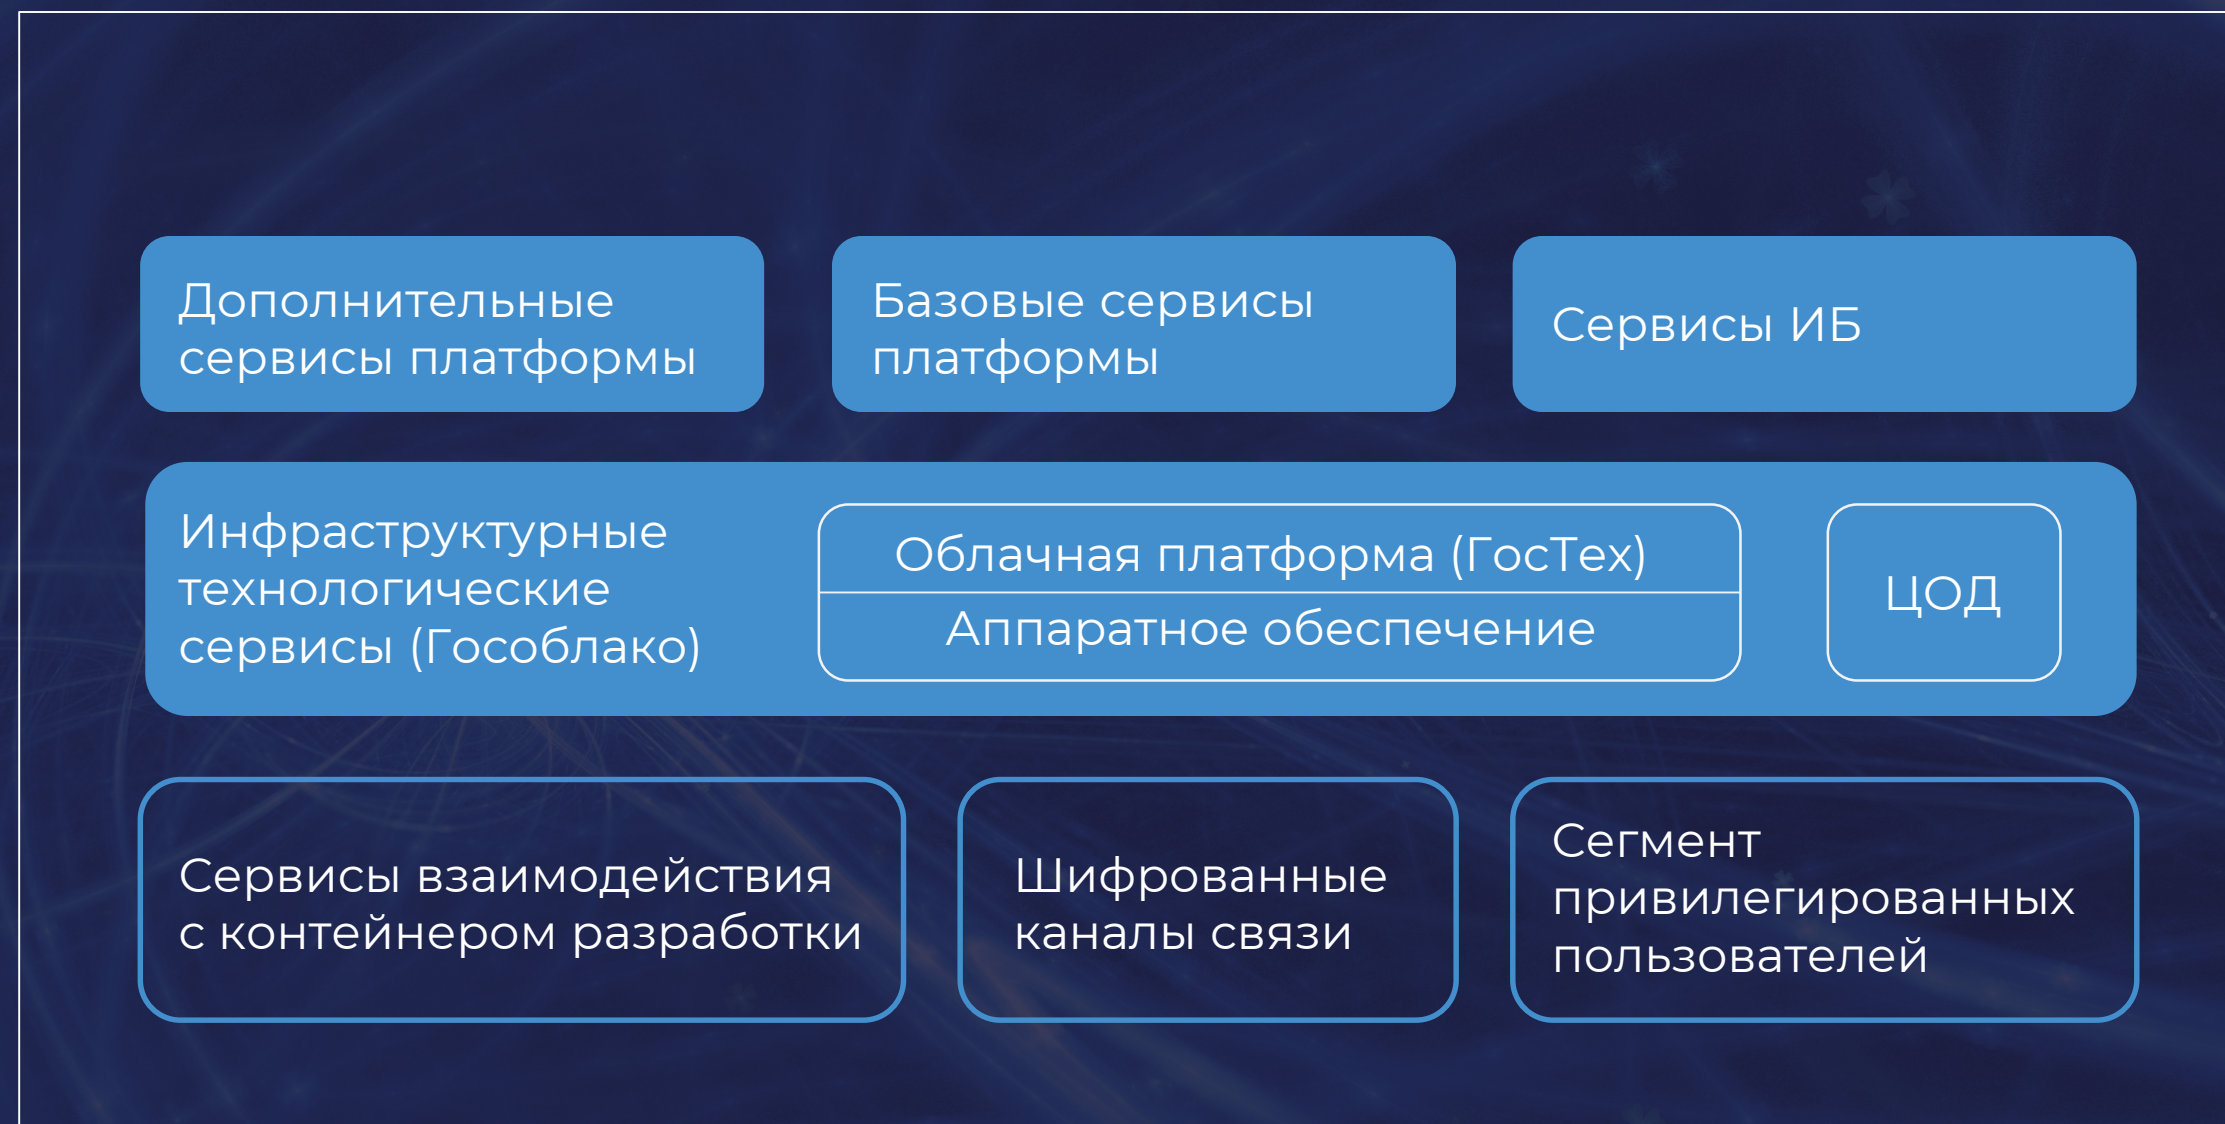 Дополнительные
сервисы платформы
Базовые сервисы
платформы
Сервисы ИБ
Инфраструктурные
технологические
сервисы (Гособлако)
Облачная платформа (ГосТех)
Аппаратное обеспечение
ЦОД
Сервисы взаимодействия
с контейнером разработки
Шифрованные
каналы связи
Сегмент
привилегированных
пользователей